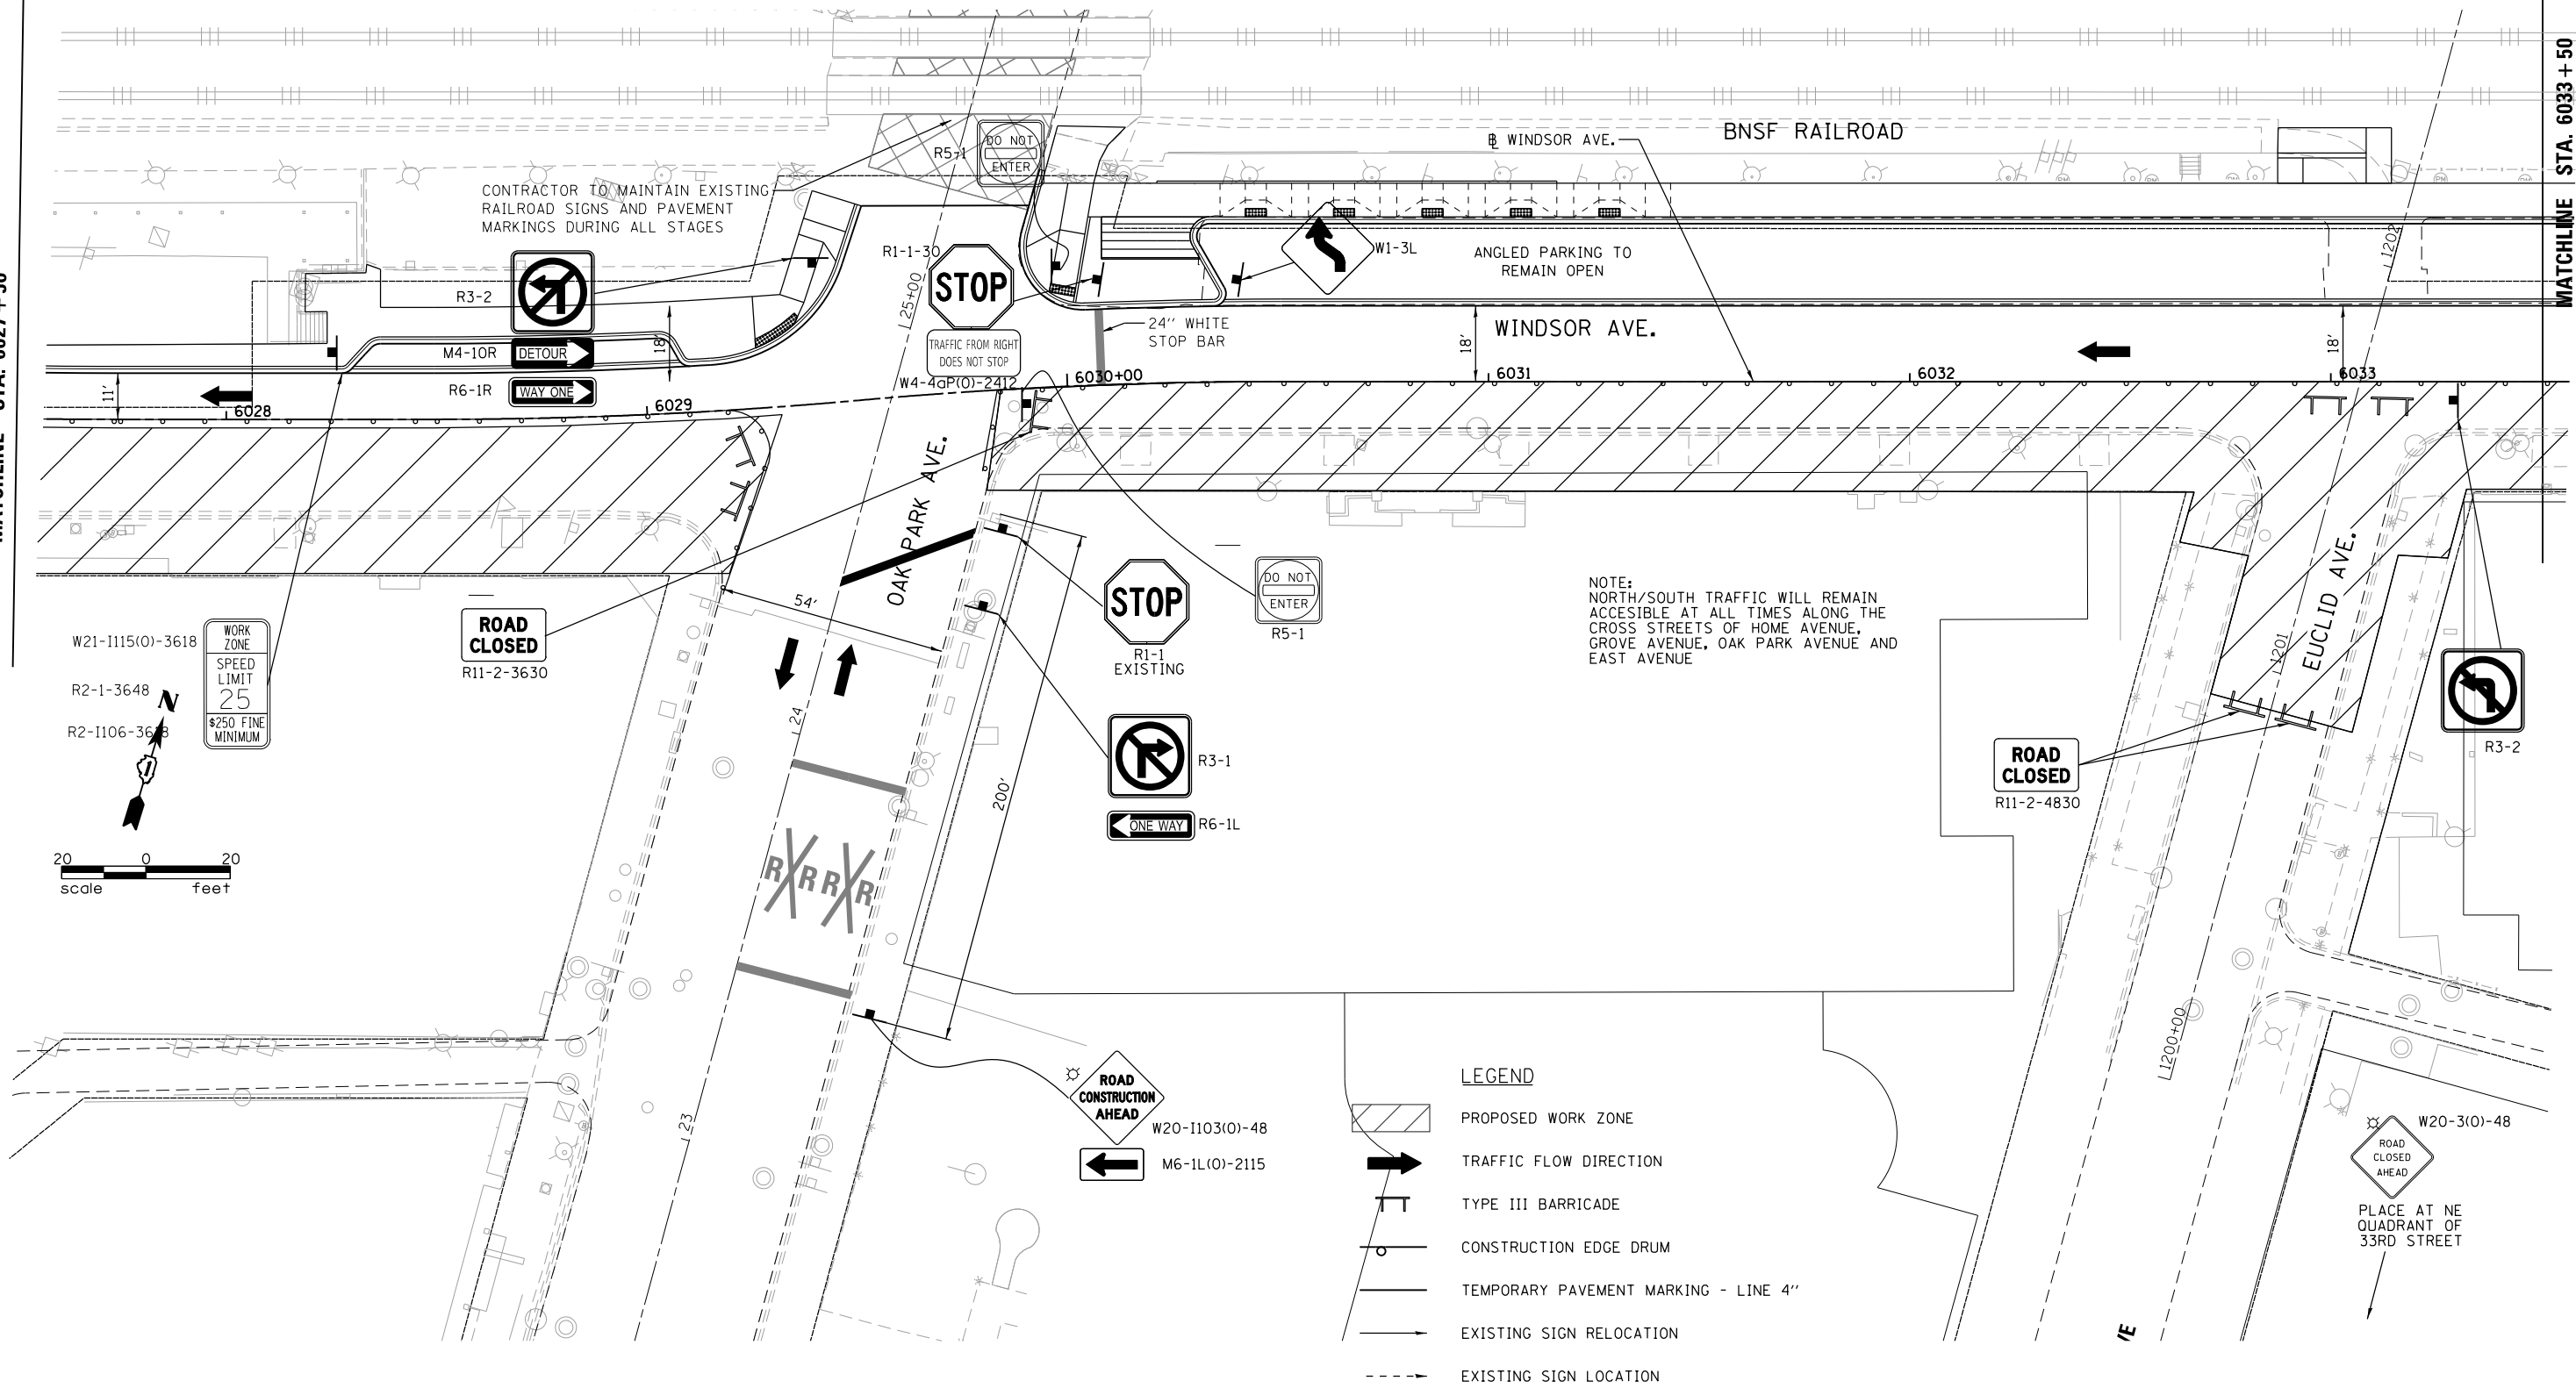 BNSF RAILROAD
℄ WINDSOR AVE.
MATCHLINE STA. 6033+50
CONTRACTOR TO MAINTAIN EXISTING
RAILROAD SIGNS AND PAVEMENT
MARKINGS DURING ALL STAGES
R5-1
DO NOT
ENTER
R1-1-30
STOP
TRAFFIC FROM RIGHT
DOES NOT STOP
W4-4aP(O)-2412
25+00
W1-3L
ANGLED PARKING TO
REMAIN OPEN
1202
R3-2
M4-10R
DETOUR
R6-1R
WAY ONE
18'
24'' WHITE
STOP BAR
WINDSOR AVE.
18'
18'
11'
6028
6029
6030+00
6031
6032
6033
OAK PARK AVE.
EUCLID AVE.
54'
W21-I115(O)-3618
R2-1-3648
WORK
ZONE
SPEED
LIMIT
25
$250 FINE
MINIMUM
N
1
ROAD
CLOSED
R11-2-3630
STOP
R1-1
EXISTING
DO NOT
ENTER
R5-1
NOTE:
NORTH/SOUTH TRAFFIC WILL REMAIN
ACCESIBLE AT ALL TIMES ALONG THE
CROSS STREETS OF HOME AVENUE,
GROVE AVENUE, OAK PARK AVENUE AND
EAST AVENUE
1201
R3-2
24
R3-1
ONE WAY
R6-1L
200'
ROAD
CLOSED
R11-2-4830
20 0 20
scale feet
R R R R
1200+00
23
ROAD
CONSTRUCTION
AHEAD
W20-I103(O)-48
M6-1L(O)-2115
LEGEND
PROPOSED WORK ZONE
TRAFFIC FLOW DIRECTION
TYPE III BARRICADE
CONSTRUCTION EDGE DRUM
TEMPORARY PAVEMENT MARKING - LINE 4''
EXISTING SIGN RELOCATION
EXISTING SIGN LOCATION
W20-3(O)-48
ROAD
CLOSED
AHEAD
PLACE AT NE
QUADRANT OF
33RD STREET